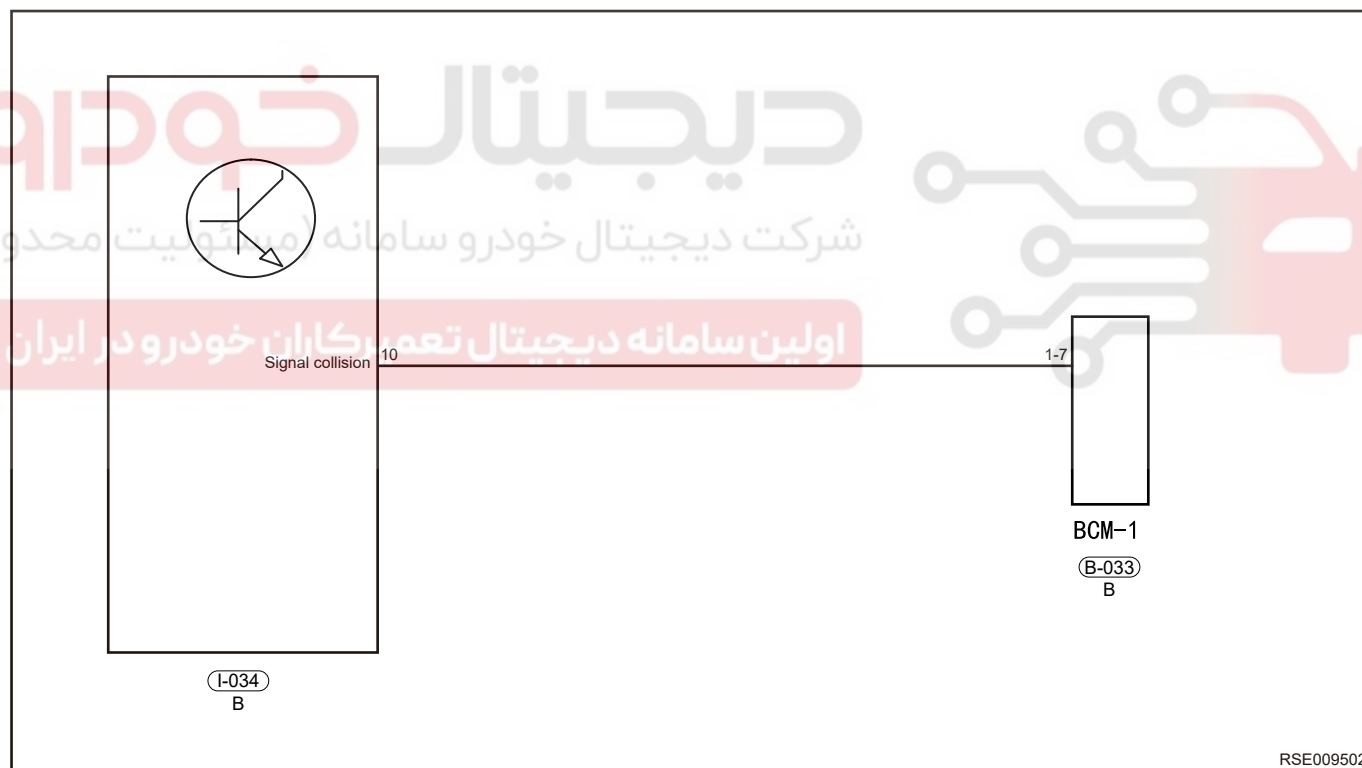 دیجیتال خودرو
شرکت دیجیتال خودرو سامانه (مسئولیت محدو
اولین سامانه دیجیتال تعمیرکاران خودرو در ایران
Signal collision
10
1-7
BCM-1
B-033
B
I-034
B
RSE009502